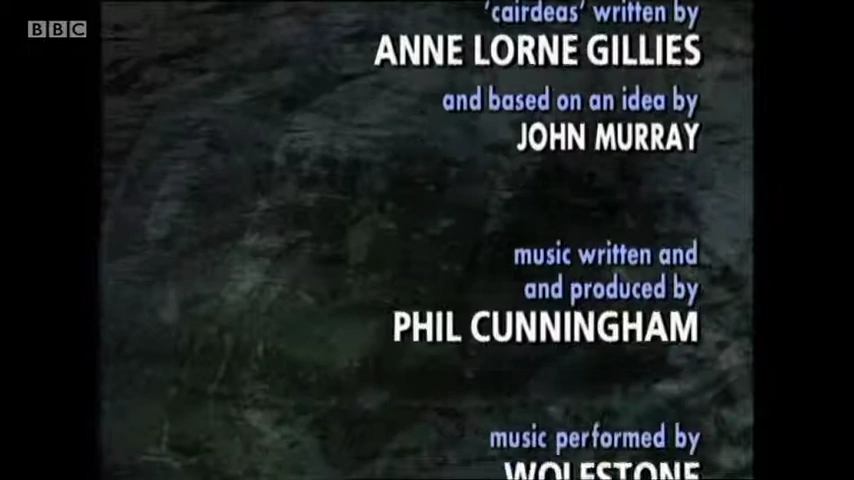 BBC
'cairdeas' written by
ANNE LORNE GILLIES
and based on an idea by
JOHN MURRAY
music written and
and produced by
PHIL CUNNINGHAM
music performed by
WOLFSTONE